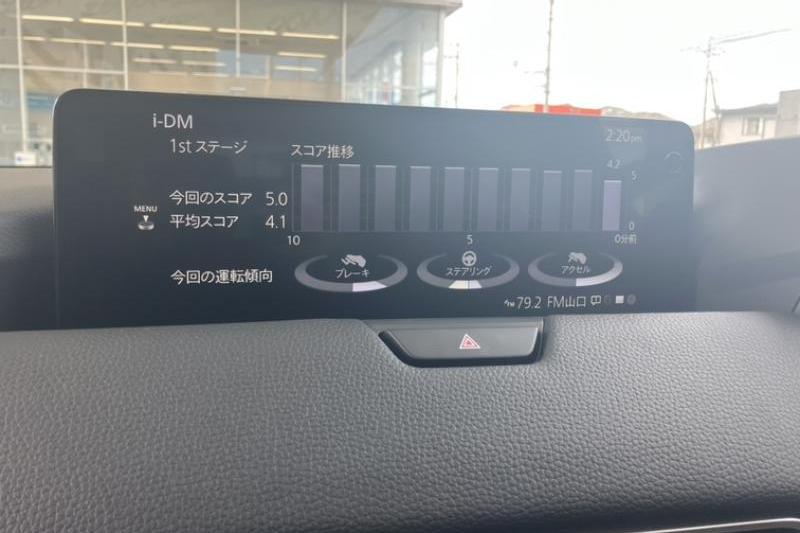 i-DM
2:20pm
1st ステージ
スコア推移
4.2
5
今回のスコア 5.0
MENU
平均スコア 4.1
0
10 5 0分前
ブレーキ ステアリング アクセル
今回の運転傾向
FM 79.2 FM山口